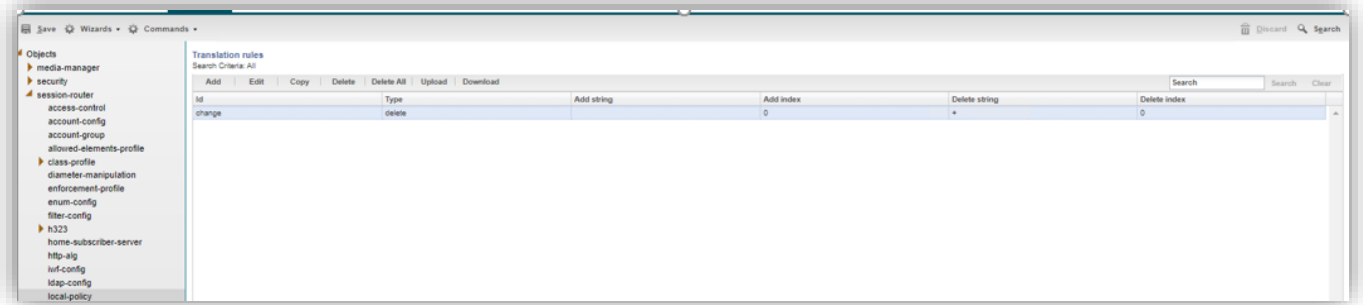 Save Wizards Commands Discard Search
Objects
media-manager
security
session-router
access-control
account-config
account-group
allowed-elements-profile
class-profile
diameter-manipulation
enforcement-profile
enum-config
filter-config
h323
home-subscriber-server
http-alg
iwf-config
ldap-config
local-policy
Translation rules
Search Criteria: All
Add Edit Copy Delete Delete All Upload Download Search Search Clear
Id Type Add string Add index Delete string Delete index
change delete 0 + 0